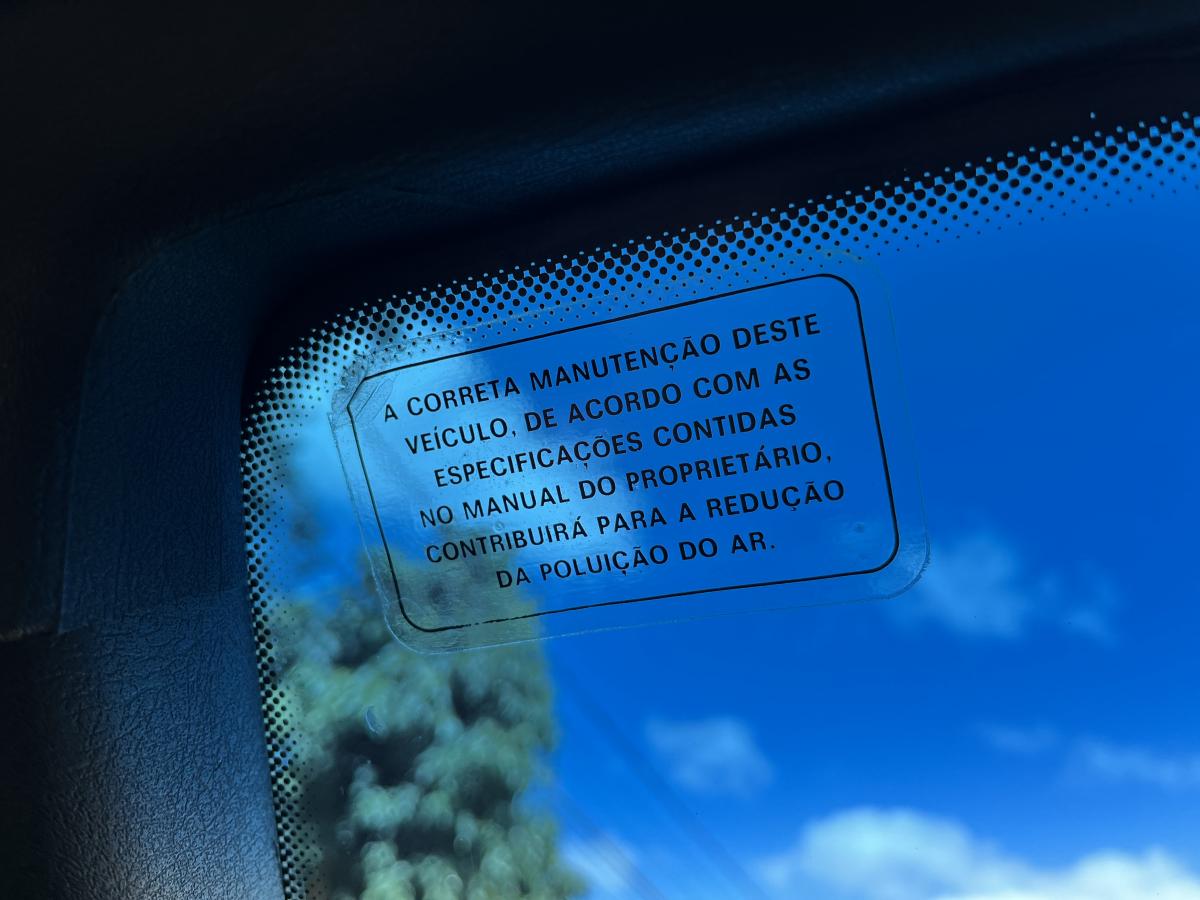 A CORRETA MANUTENÇÃO DESTE
VEÍCULO, DE ACORDO COM AS
ESPECIFICAÇÕES CONTIDAS
NO MANUAL DO PROPRIETÁRIO,
CONTRIBUIRÁ PARA A REDUÇÃO
DA POLUIÇÃO DO AR.